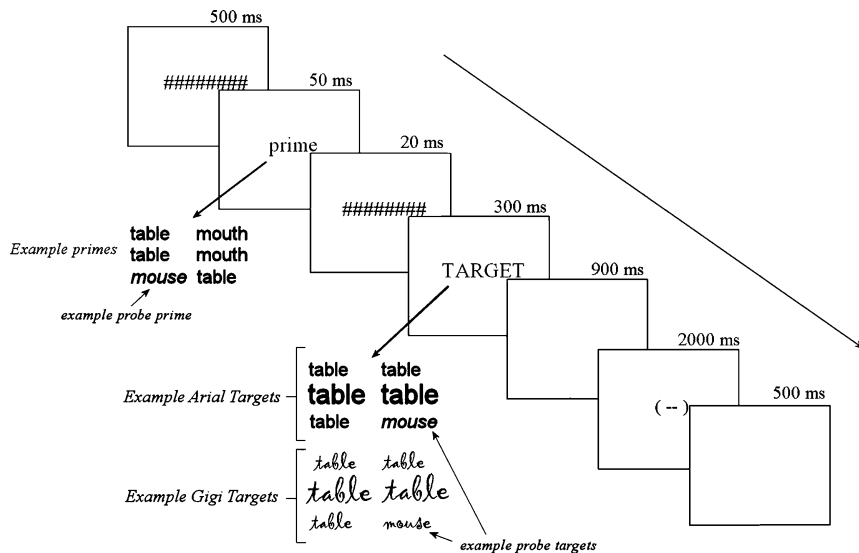 500 ms
########
50 ms
prime
20 ms
########
300 ms
TARGET
900 ms
2000 ms
( -- )
500 ms
Example primes
table mouth
table mouth
mouse table
example probe prime
Example Arial Targets
table table
table table
table mouse
Example Gigi Targets
table table
table table
table mouse
example probe targets